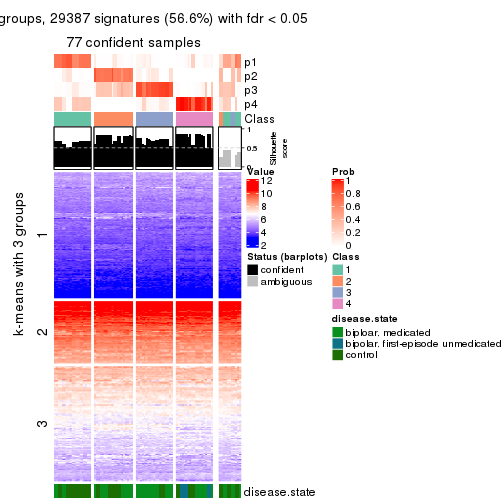 groups, 29387 signatures (56.6%) with fdr < 0.05
77 confident samples
p1
p2
p3
p4
Class
1
0.5
0
Silhouette
score
k-means with 3 groups
1
2
3
disease.state
Value
12
10
8
6
4
2
Prob
1
0.8
0.6
0.4
0.2
0
Status (barplots)
confident
ambiguous
Class
1
2
3
4
disease.state
biploar. medicated
bipolar. first-episode unmedicated
control